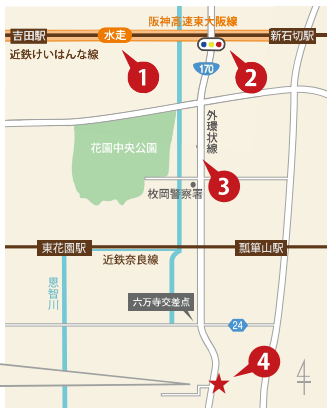 阪神高速東大阪線
吉田駅
水走
新石切駅
近鉄けいはんな線
1
2
170
外環状線
花園中央公園
3
枚岡警察署
東花園駅
瓢箪山駅
近鉄奈良線
恩智川
六万寺交差点
24
4